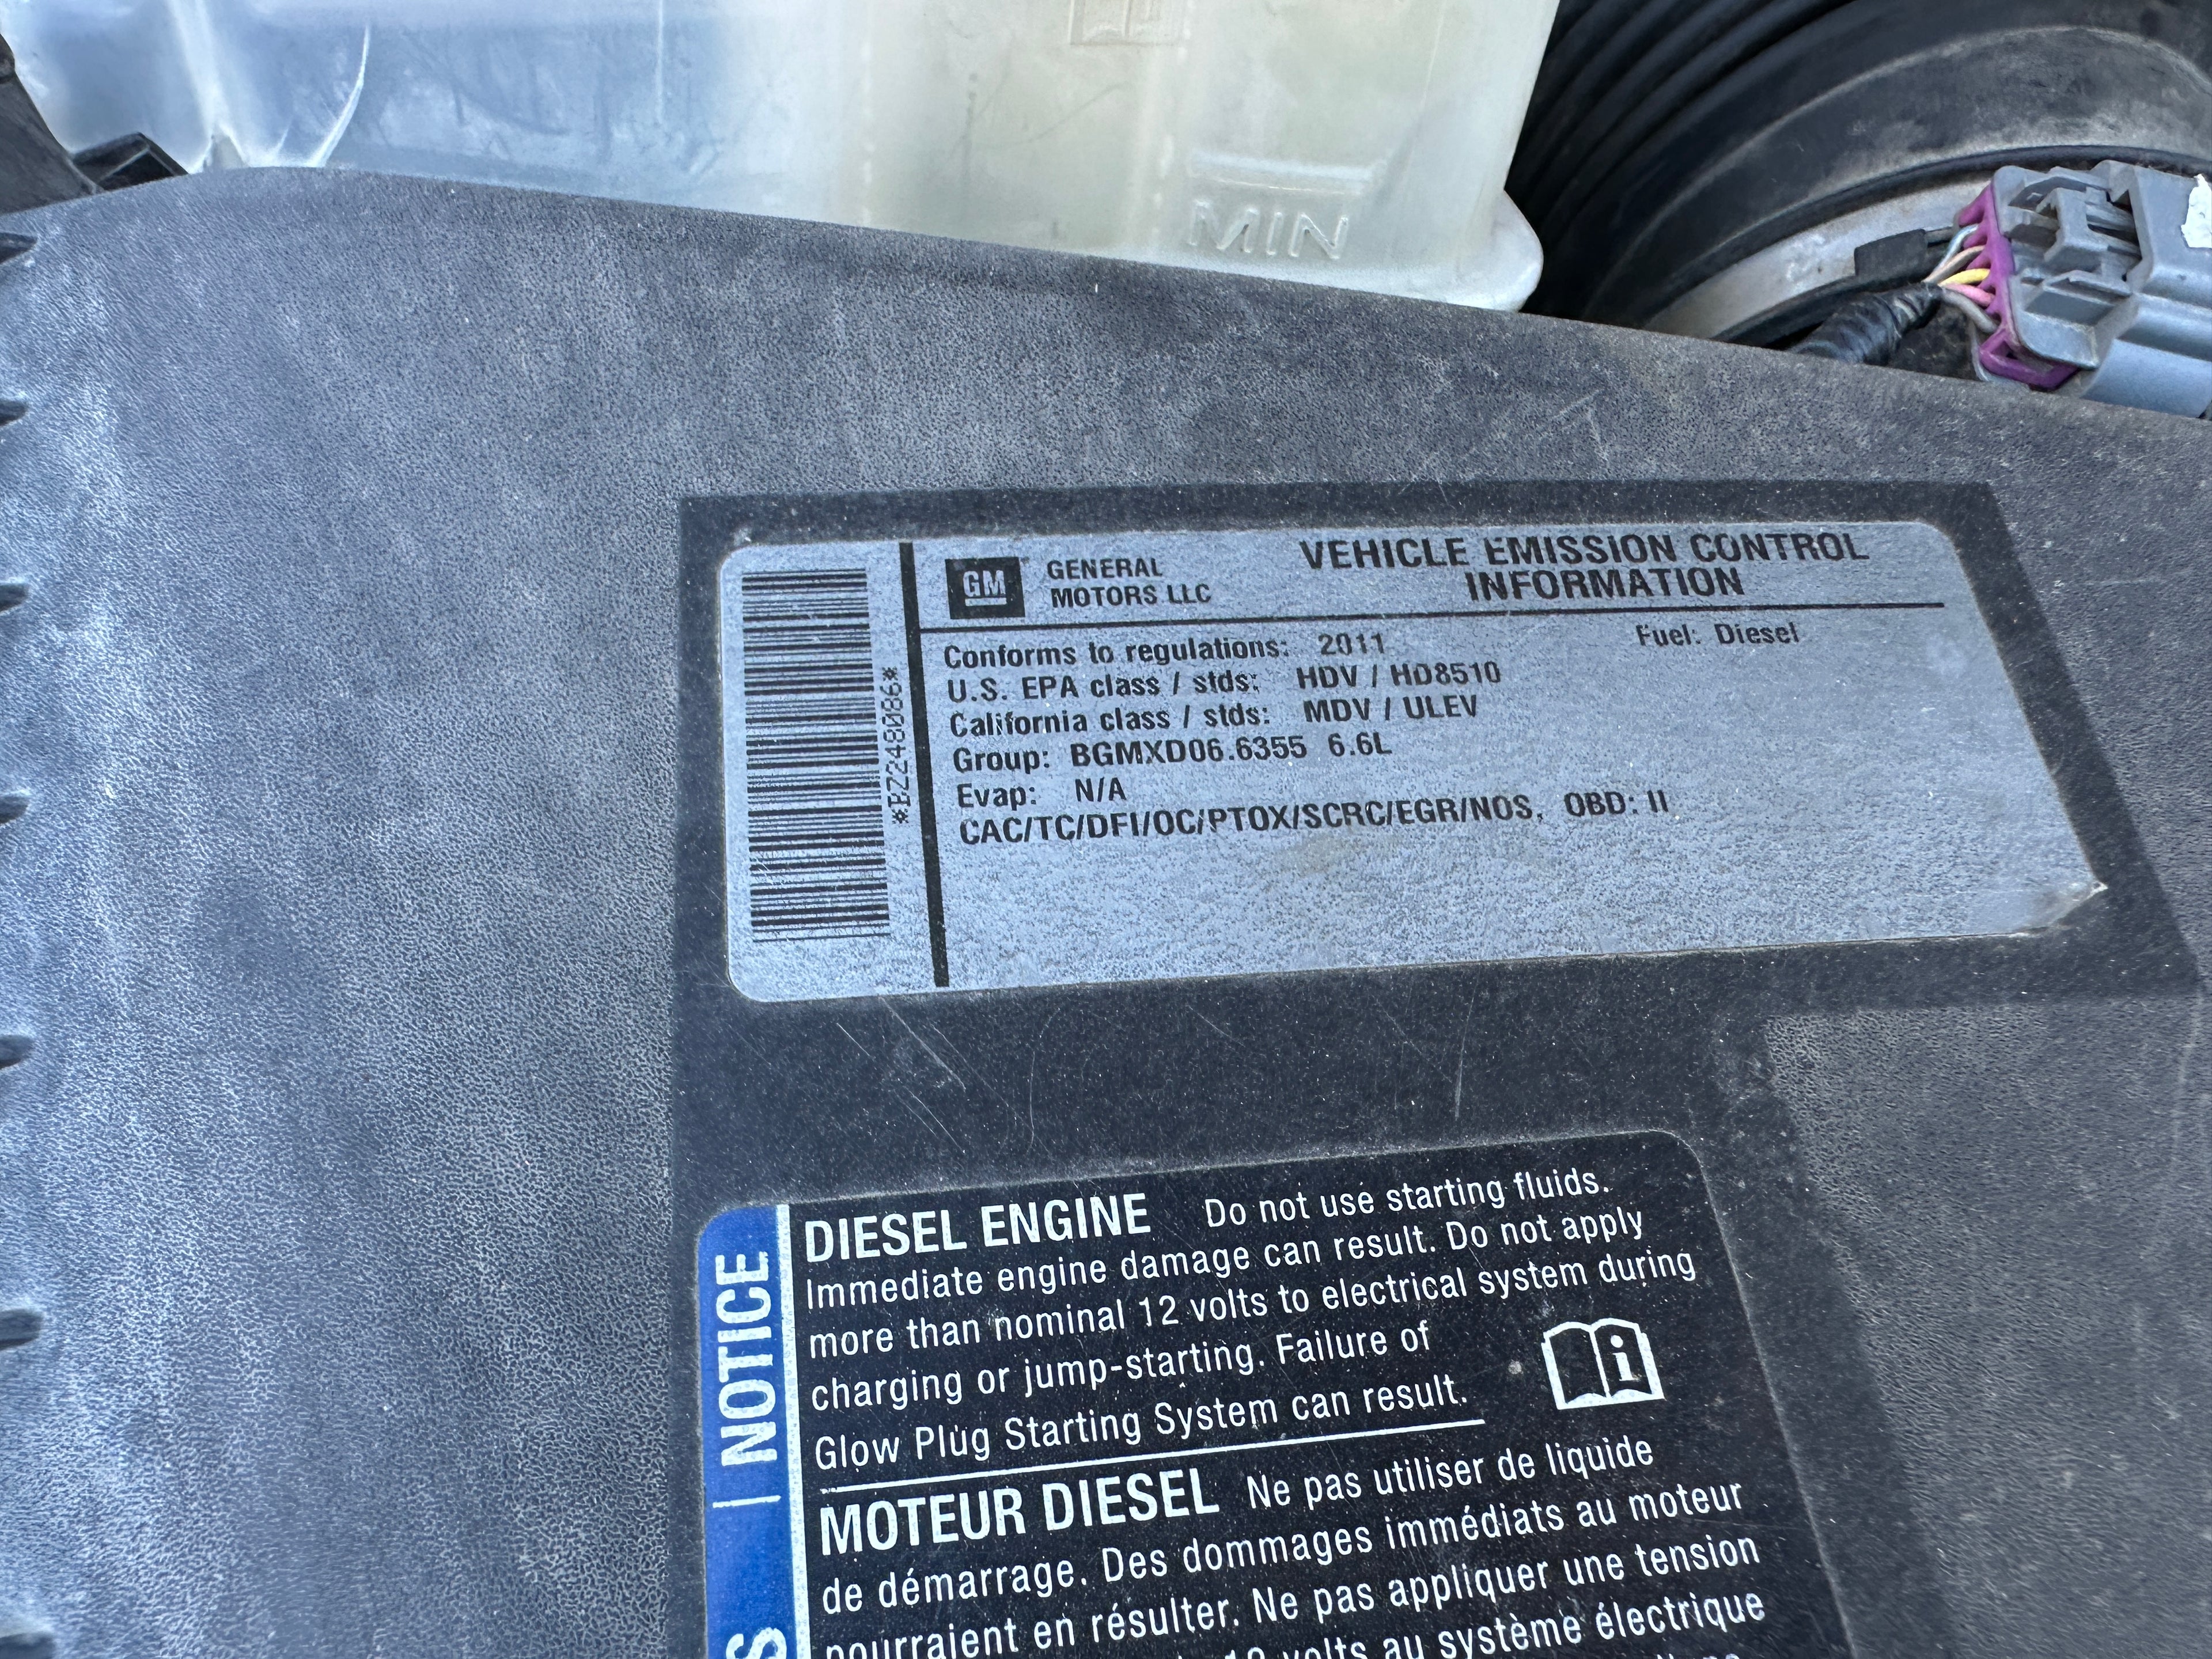 MIN
GM GENERAL MOTORS LLC
VEHICLE EMISSION CONTROL
INFORMATION
Conforms to regulations: 2011 Fuel: Diesel
U.S. EPA class / stds: HDV / HD8510
California class / stds: MDV / ULEV
Group: BGMXD06.6355 6.6L
Evap: N/A
CAC/TC/DFI/OC/PTOX/SCRC/EGR/NOS, OBD: II
NOTICE
DIESEL ENGINE Do not use starting fluids.
Immediate engine damage can result. Do not apply
more than nominal 12 volts to electrical system during
charging or jump-starting. Failure of
Glow Plug Starting System can result.
MOTEUR DIESEL Ne pas utiliser de liquide
de démarrage. Des dommages immédiats au moteur
pourraient en résulter. Ne pas appliquer une tension
volts au système électrique